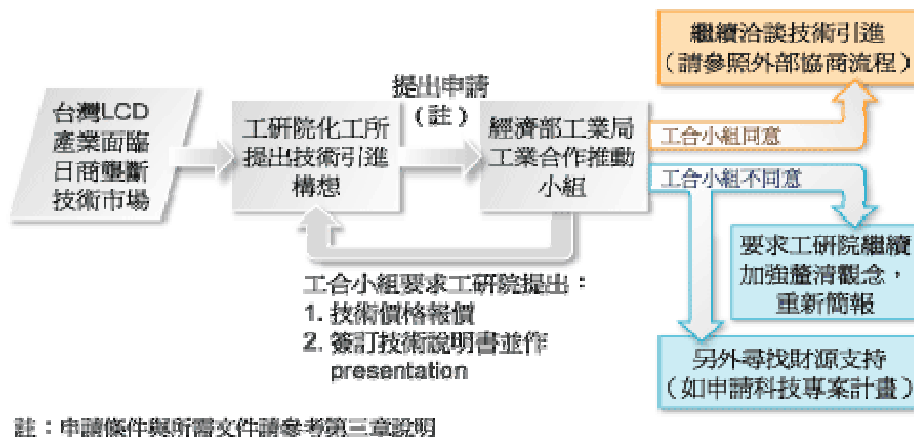 台灣LCD
產業面臨
日商壟斷
技術市場
工研院化工所
提出技術引進
構想
提出申請
（註）
經濟部工業局
工業合作推動
小組
工合小組同意
工合小組不同意
繼續洽談技術引進
（請參照外部協商流程）
要求工研院繼續
加強釐清觀念，
重新簡報
另外尋找財源支持
（如申請科技專案計畫）
工合小組要求工研院提出：
1. 技術價格報價
2. 簽訂技術說明書並作
presentation
註：申請條件與所需文件請參考第三章說明